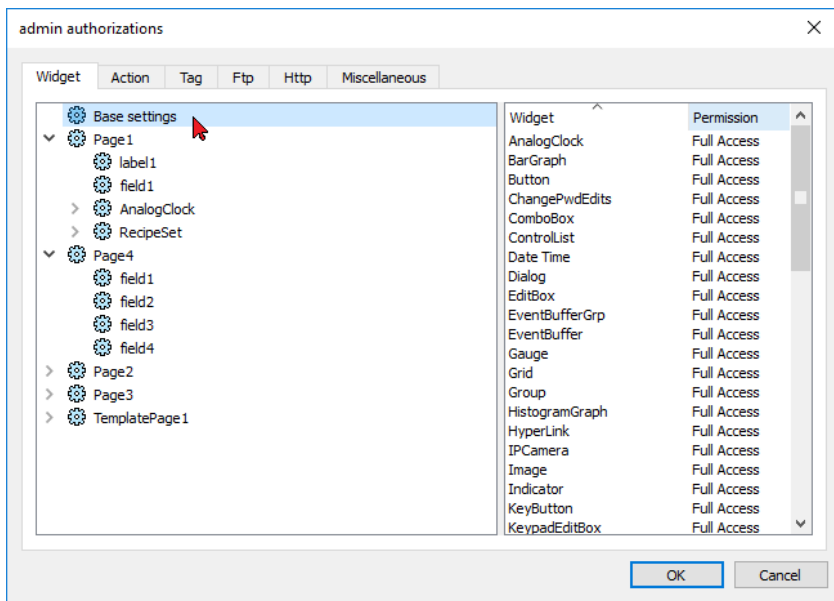 admin authorizations
Widget Action Tag Ftp Http Miscellaneous
Base settings
Page1
label1
field1
AnalogClock
RecipeSet
Page4
field1
field2
field3
field4
Page2
Page3
TemplatePage1
Widget Permission
AnalogClock Full Access
BarGraph Full Access
Button Full Access
ChangePwdEdits Full Access
ComboBox Full Access
ControlList Full Access
Date Time Full Access
Dialog Full Access
EditBox Full Access
EventBufferGrp Full Access
EventBuffer Full Access
Gauge Full Access
Grid Full Access
Group Full Access
HistogramGraph Full Access
HyperLink Full Access
IPCamera Full Access
Image Full Access
Indicator Full Access
KeyButton Full Access
KeypadEditBox Full Access
OK Cancel